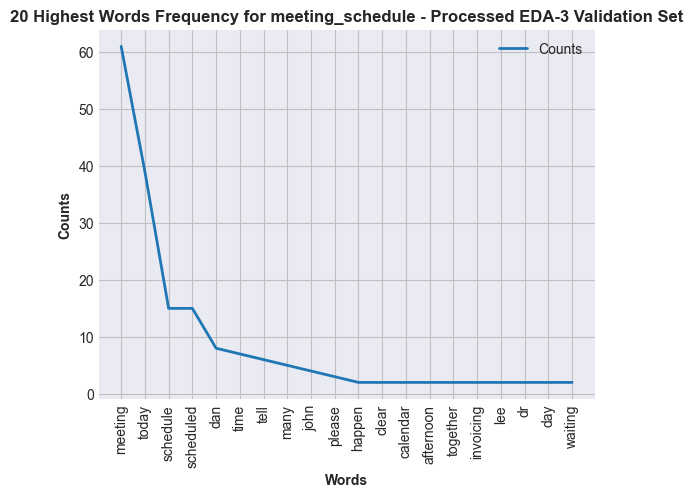 20 Highest Words Frequency for meeting_schedule - Processed EDA-3 Validation Set
Counts
60
50
40
30
20
10
0
Counts
meeting
today
schedule
scheduled
dan
time
tell
many
john
please
happen
clear
calendar
afternoon
together
invoicing
lee
dr
day
waiting
Words